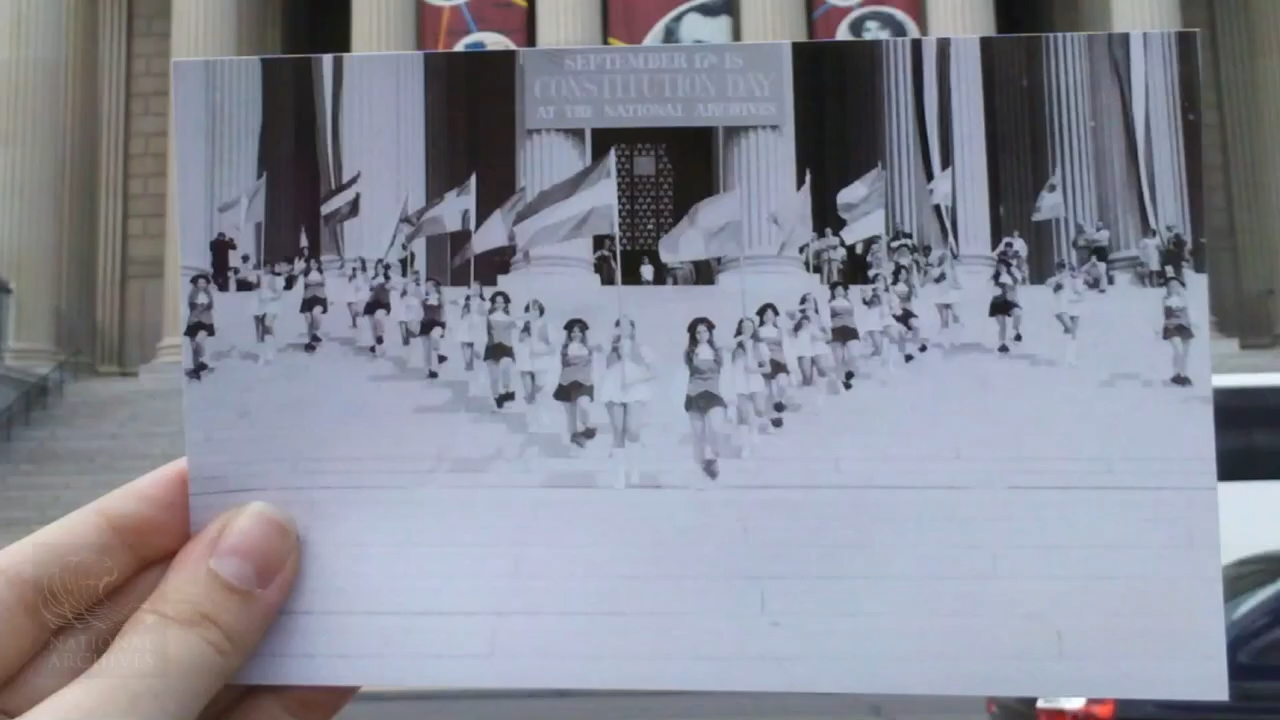 SEPTEMBER 17th IS
CONSTITUTION DAY
AT THE NATIONAL ARCHIVES
NATIONAL
ARCHIVES